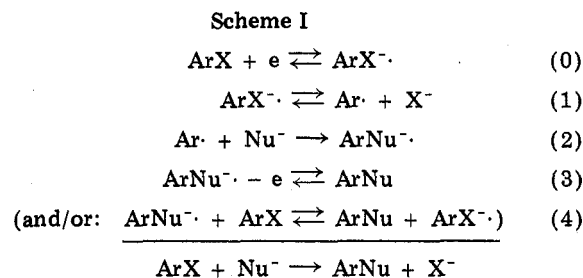 Scheme I
ArX + e ⇄ ArX⁻· (0)
ArX⁻· ⇄ Ar· + X⁻ (1)
Ar· + Nu⁻ → ArNu⁻· (2)
ArNu⁻· − e ⇄ ArNu (3)
(and/or: ArNu⁻· + ArX ⇄ ArNu + ArX⁻·) (4)
ArX + Nu⁻ → ArNu + X⁻